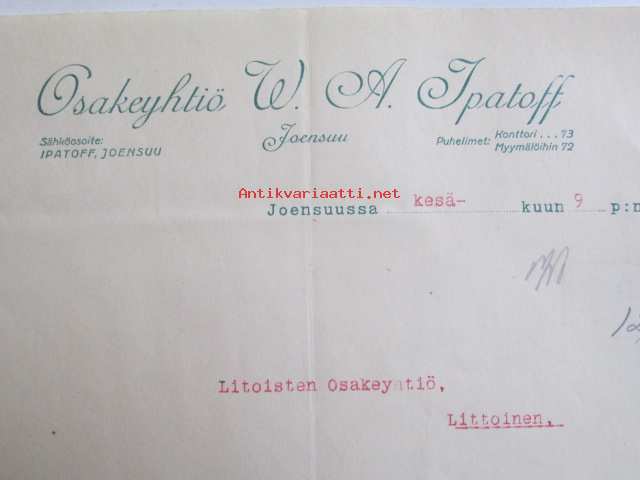 Osakeyhtiö W. A. Ipatoff
Joensuu
Sähköosoite:
IPATOFF, JOENSUU
Puhelimet: Konttori ... 73
Myymälöihin 72
Antikvariaatti.net
Joensuussa kesä- kuun 9 p:n
Litoisten Osakeyhtiö,
Littoinen,